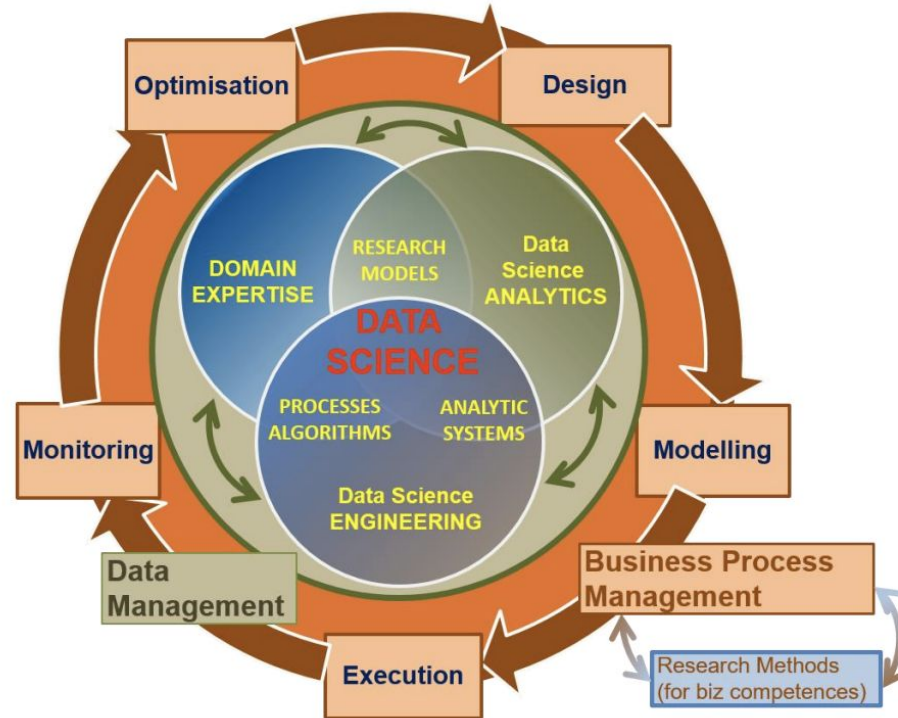 Optimisation
Design
RESEARCH
MODELS
Data
Science
ANALYTICS
DOMAIN
EXPERTISE
DATA
SCIENCE
PROCESSES
ALGORITHMS
ANALYTIC
SYSTEMS
Monitoring
Modelling
Data Science
ENGINEERING
Data
Management
Business Process
Management
Execution
Research Methods
(for biz competences)